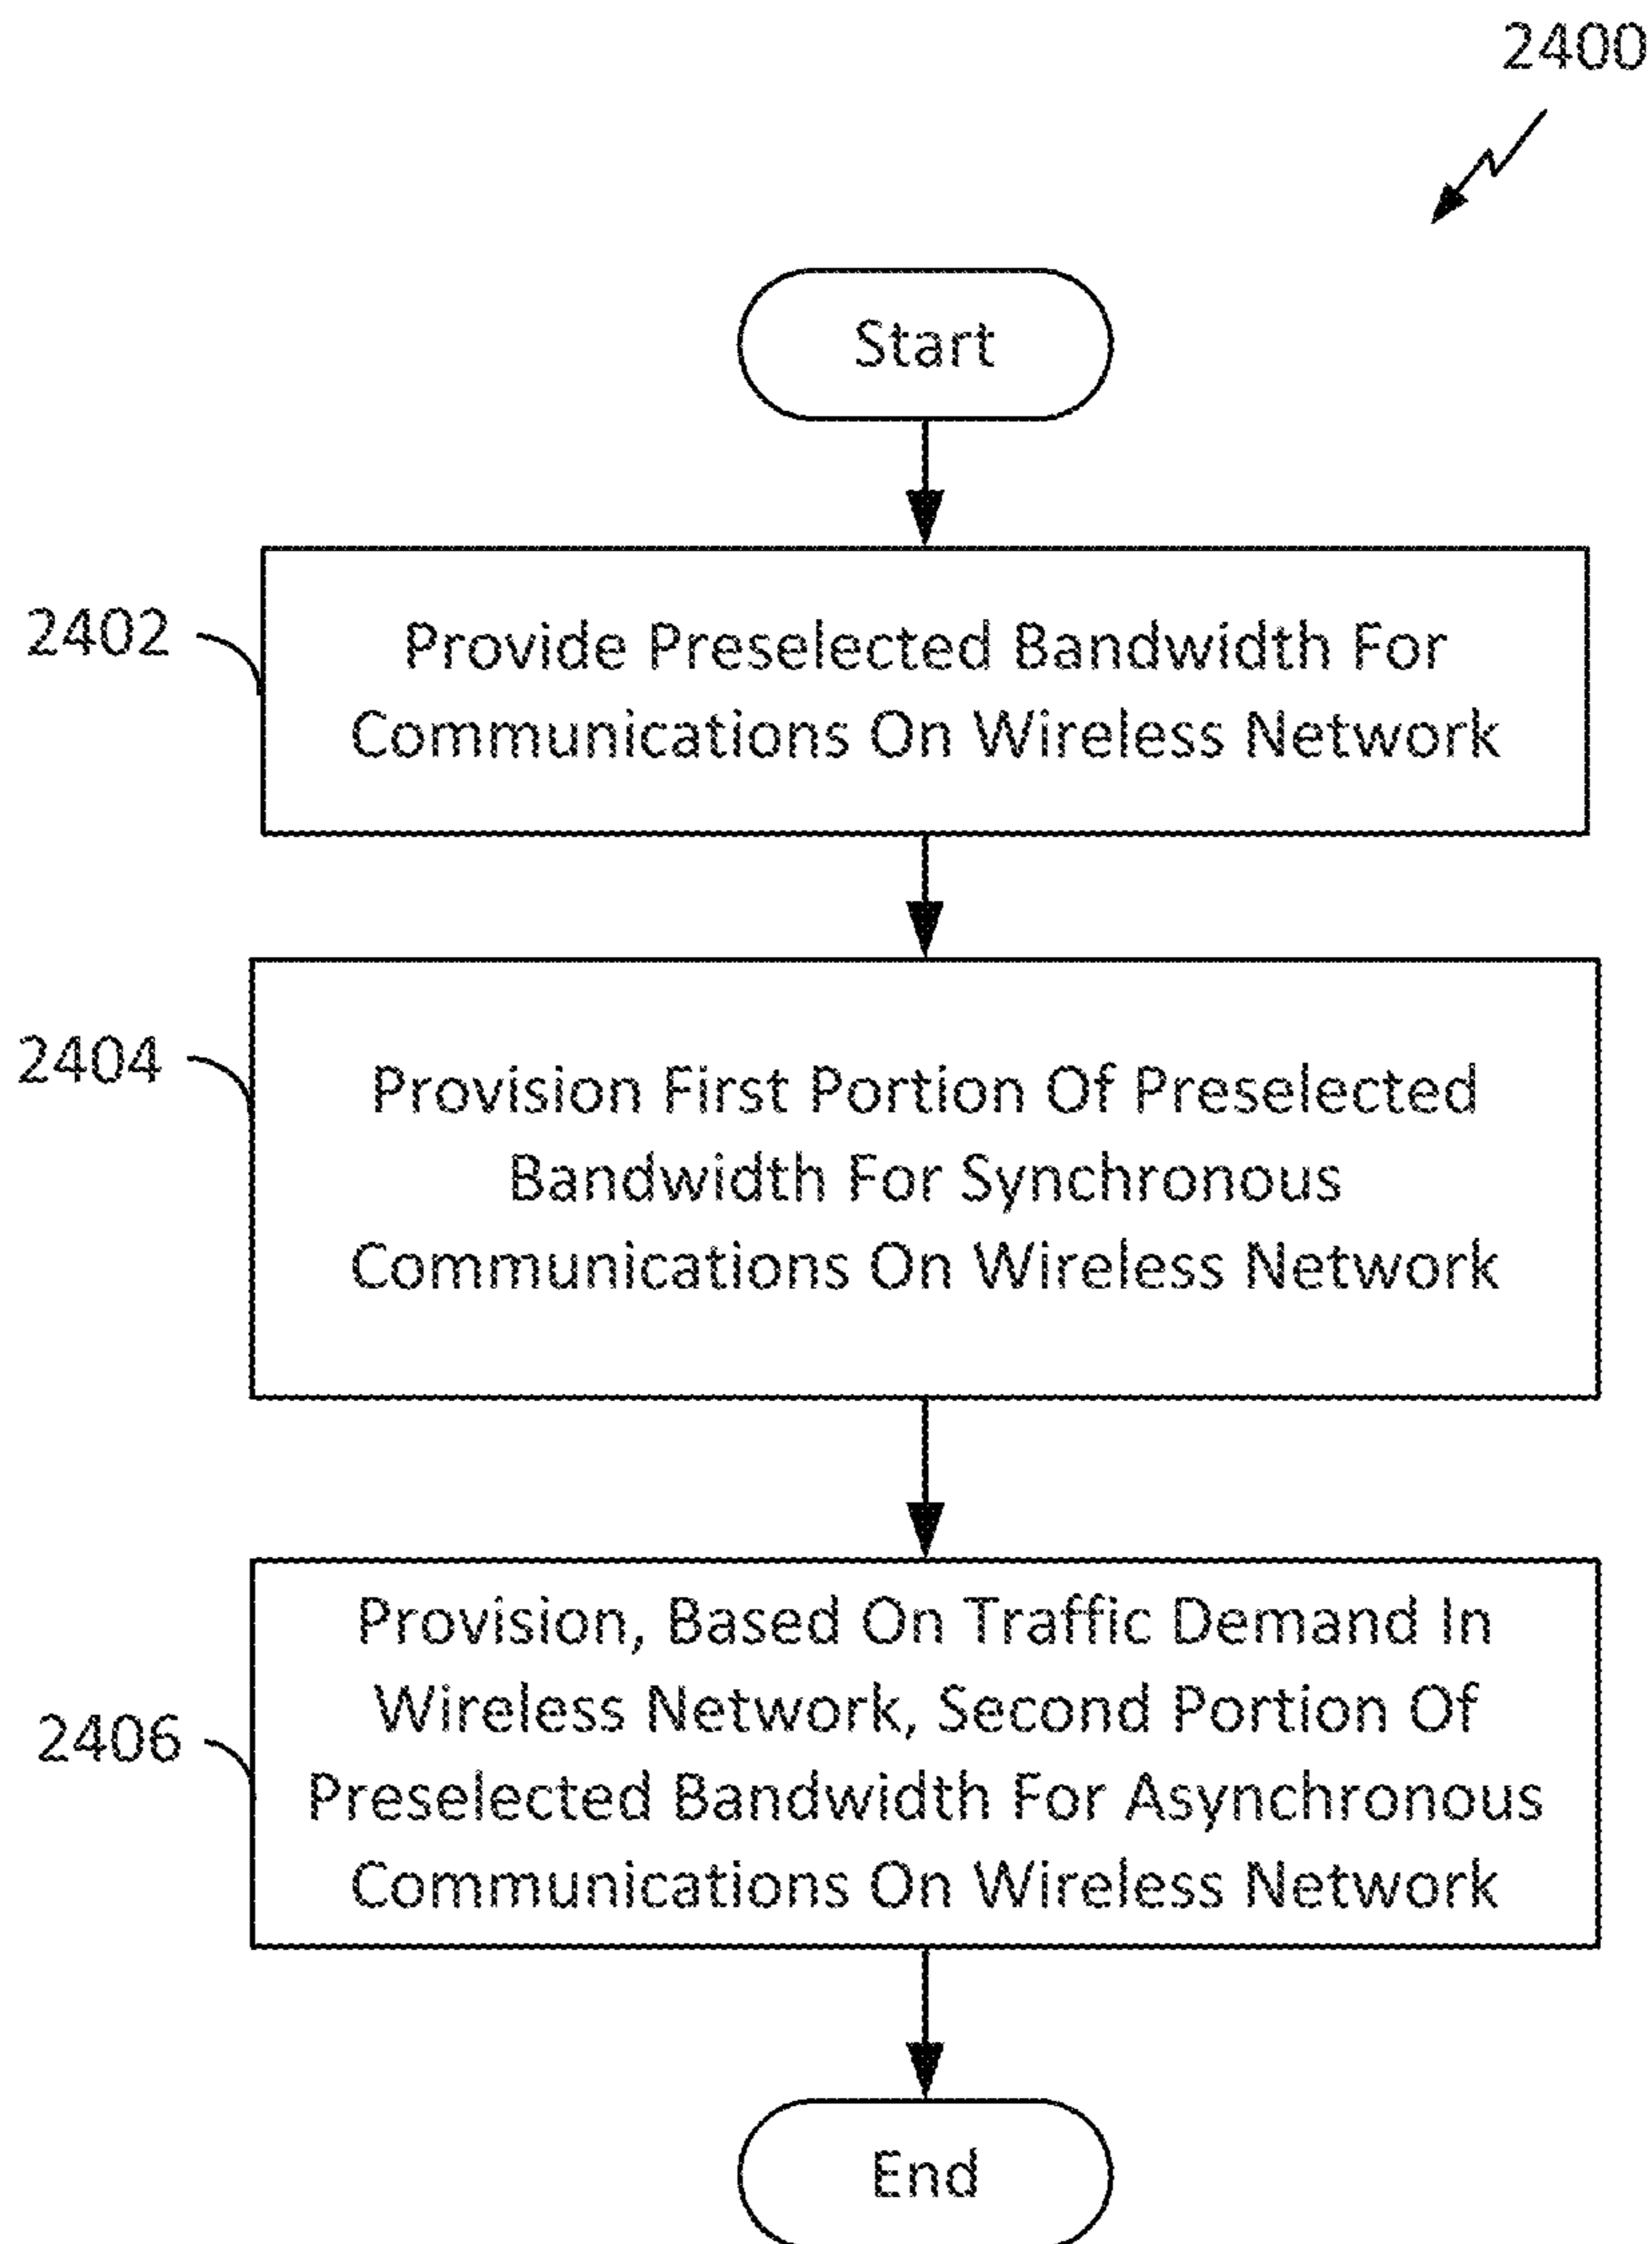 2400
Start
2402
Provide Preselected Bandwidth For
Communications On Wireless Network
2404
Provision First Portion Of Preselected
Bandwidth For Synchronous
Communications On Wireless Network
2406
Provision, Based On Traffic Demand In
Wireless Network, Second Portion Of
Preselected Bandwidth For Asynchronous
Communications On Wireless Network
End